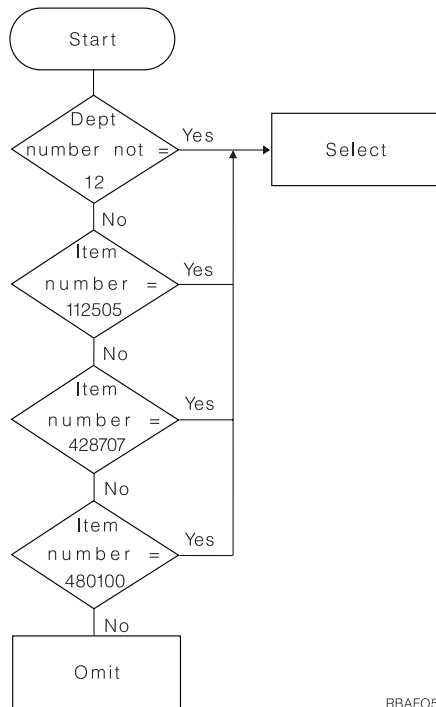 Start
Dept
number not =
12
Yes
Select
No
Item
number =
112505
Yes
No
Item
number =
428707
Yes
No
Item
number =
480100
Yes
No
Omit